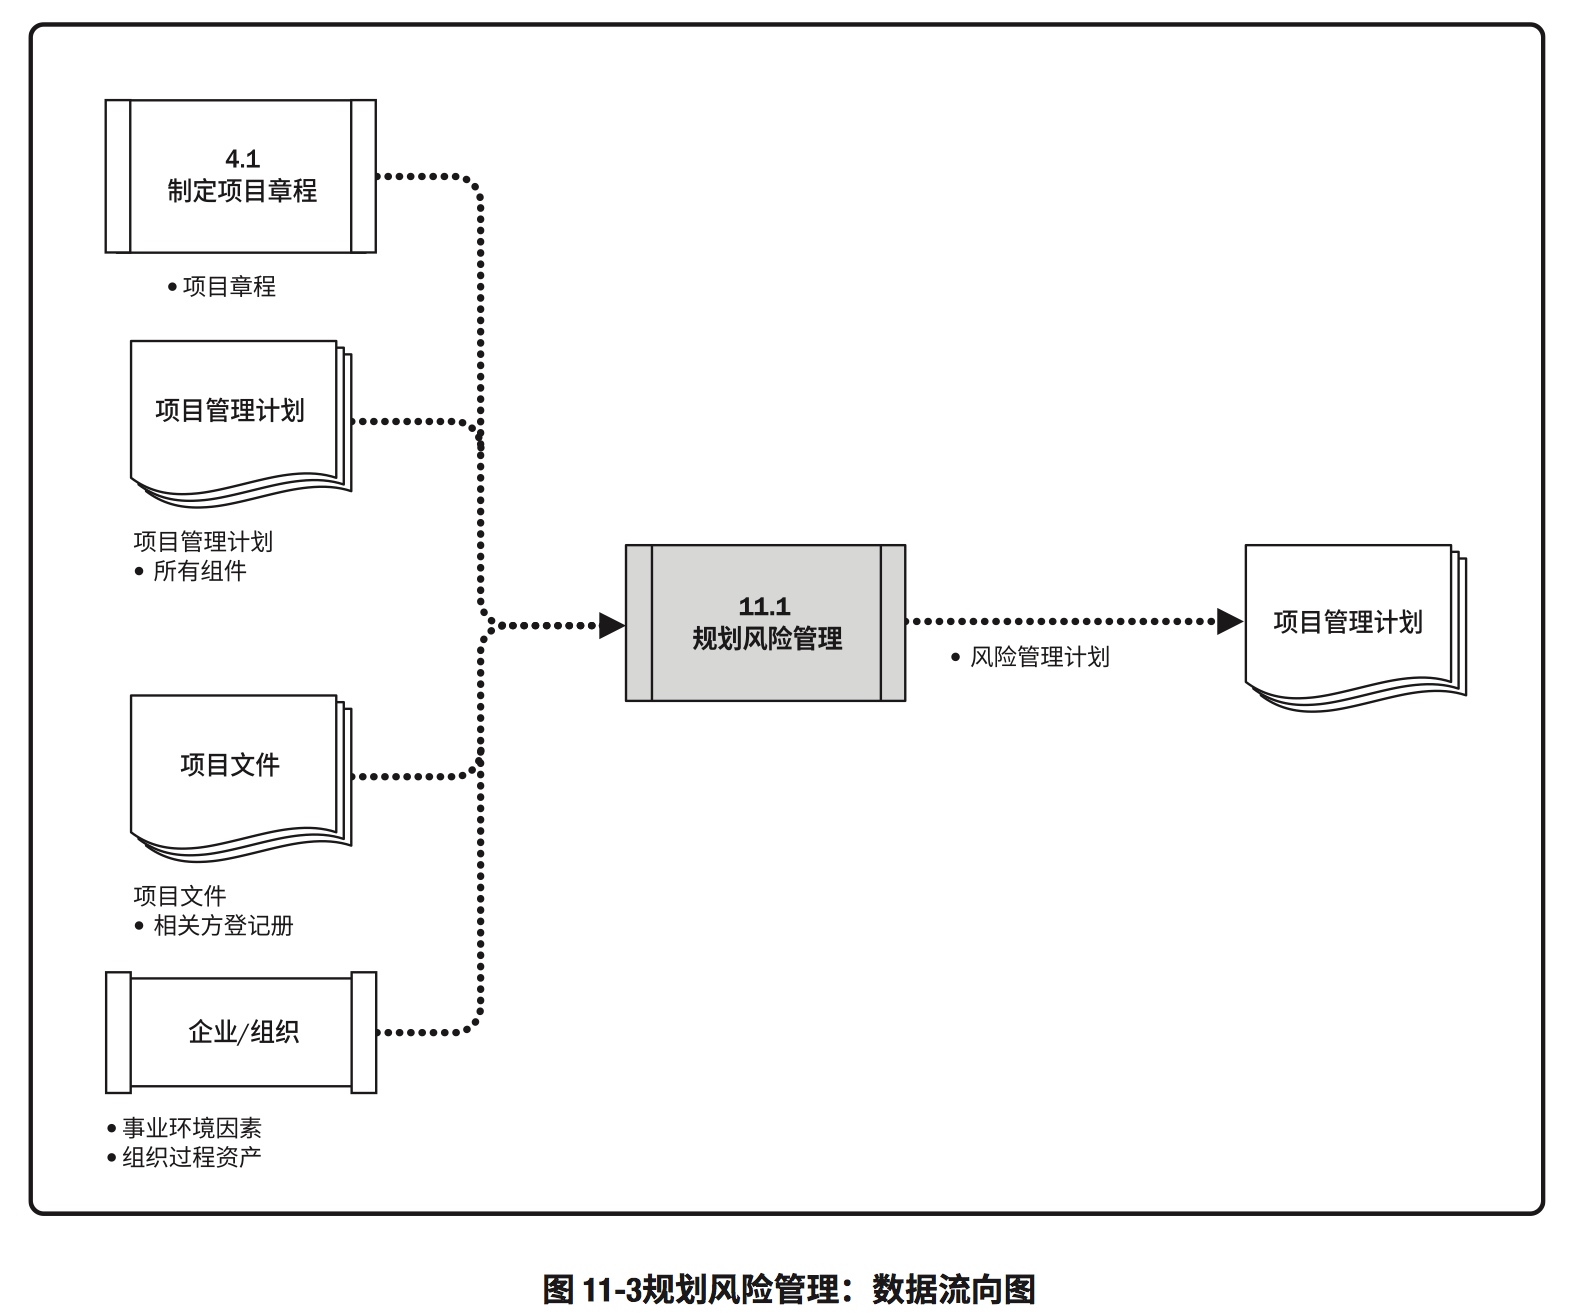 4.1
制定项目章程
• 项目章程
项目管理计划
项目管理计划
• 所有组件
项目文件
项目文件
• 相关方登记册
企业/组织
• 事业环境因素
• 组织过程资产
11.1
规划风险管理
• 风险管理计划
项目管理计划
图 11-3规划风险管理：数据流向图